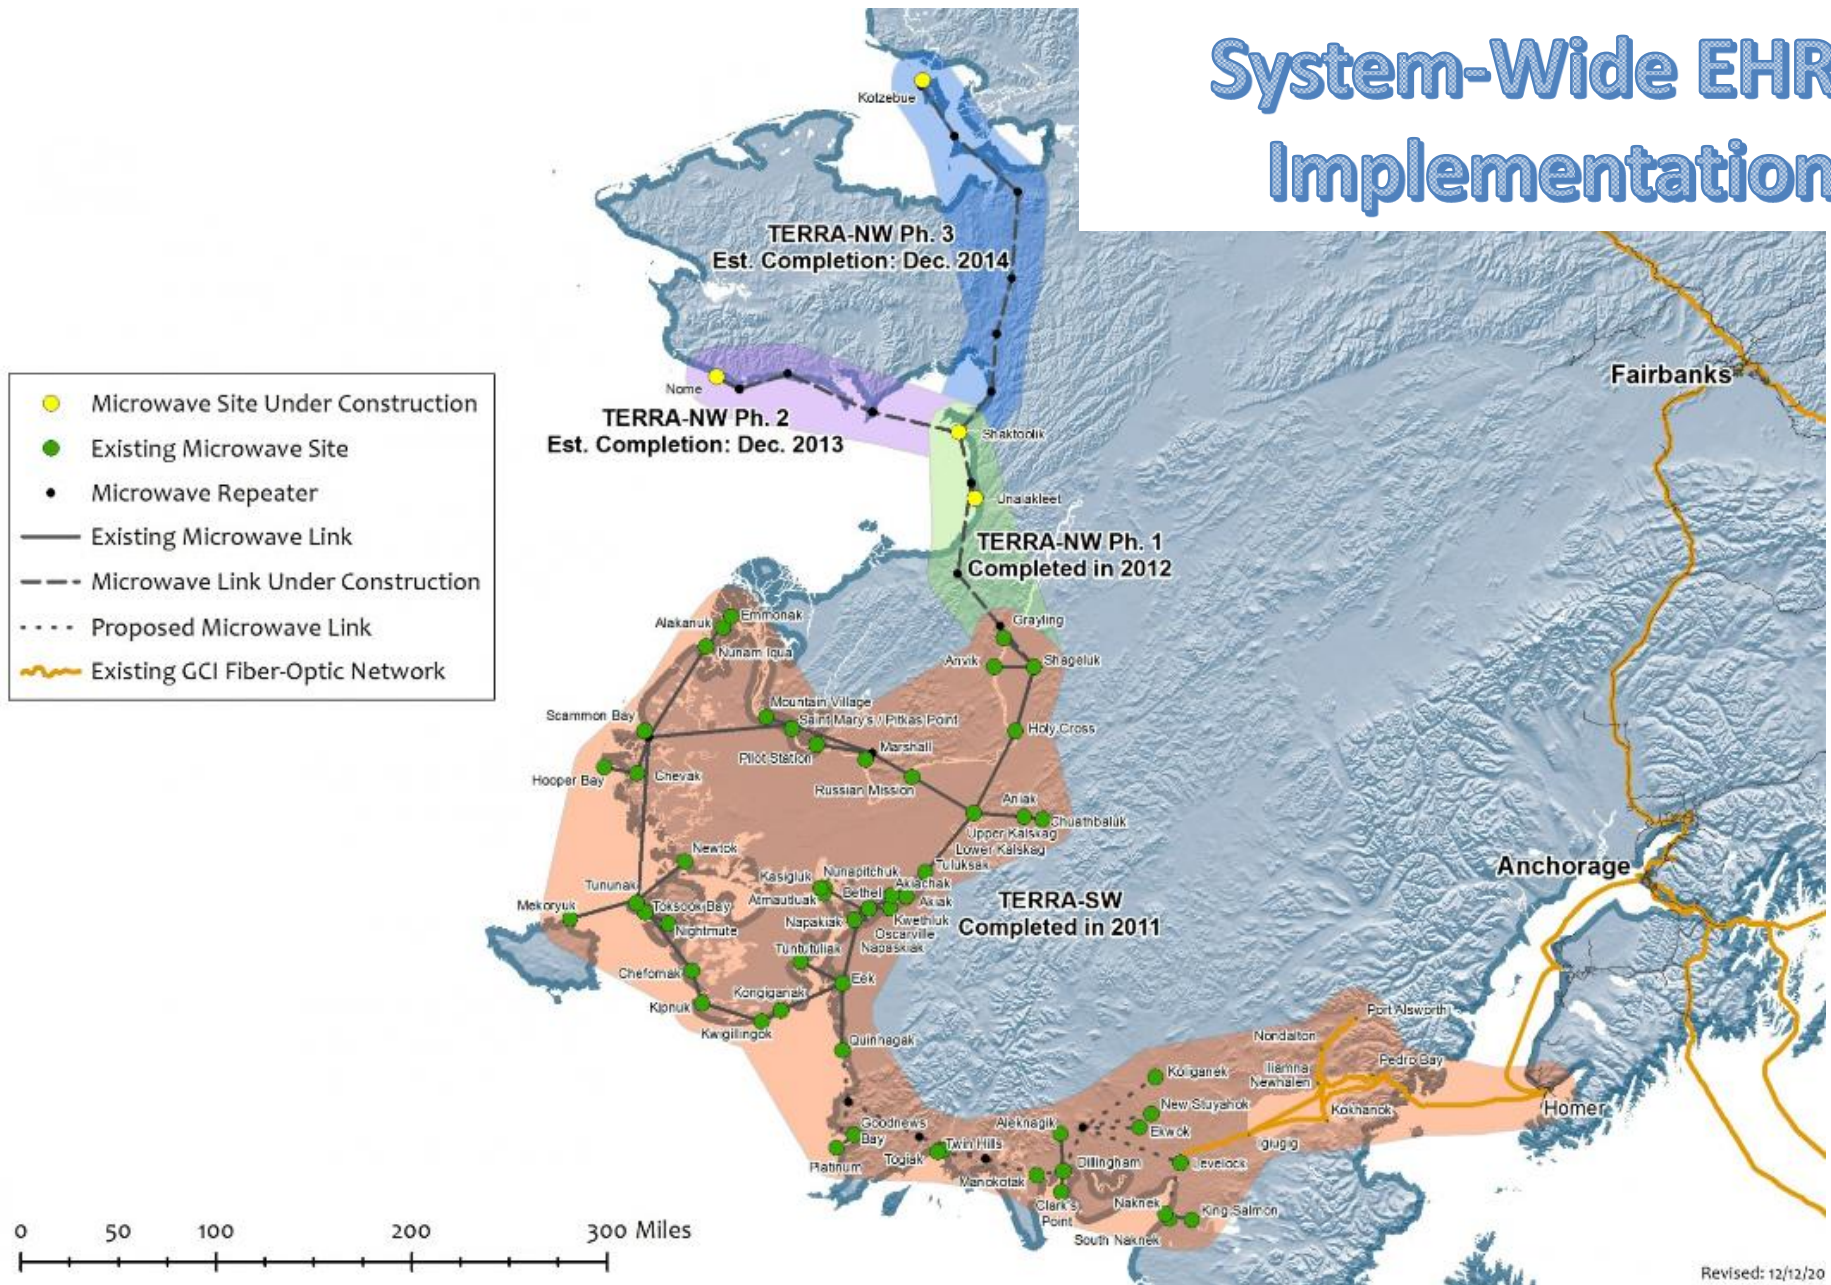 System-Wide EHR
Implementation
Kotzebue
TERRA-NW Ph. 3
Est. Completion: Dec. 2014
Nome
TERRA-NW Ph. 2
Est. Completion: Dec. 2013
Shaktoolik
Unalakleet
TERRA-NW Ph. 1
Completed in 2012
Fairbanks
Microwave Site Under Construction
Existing Microwave Site
Microwave Repeater
Existing Microwave Link
Microwave Link Under Construction
Proposed Microwave Link
Existing GCI Fiber-Optic Network
Emmonak
Alakanuk
Nunam Iqua
Grayling
Anvik
Shageluk
Mountain Village
Scammon Bay
Saint Mary's / Pitkas Point
Holy Cross
Marshall
Pilot Station
Hooper Bay
Chevak
Russian Mission
Aniak
Chuathbaluk
Upper Kalskag
Lower Kalskag
Newtok
Tuluksak
Nunapitchuk
Kasigluk
Akiachak
Tununak
Bethel
Atmautluak
Akiak
Mekoryuk
Toksook Bay
Napakiak
Kwethluk
Nightmute
Oscarville
Napaskiak
Tuntutuliak
TERRA-SW
Completed in 2011
Anchorage
Chefornak
Eek
Kongiganak
Kipnuk
Kwigillingok
Quinhagak
Port Alsworth
Nondalton
Pedro Bay
Iliamna
Newhalen
Koliganek
New Stuyahok
Kokhanok
Homer
Goodnews
Bay
Aleknagik
Ekwok
Igiugig
Twin Hills
Togiak
Platinum
Dillingham
Levelock
Manokotak
Clark's
Point
Naknek
King Salmon
South Naknek
0 50 100 200 300 Miles
Revised: 12/12/20